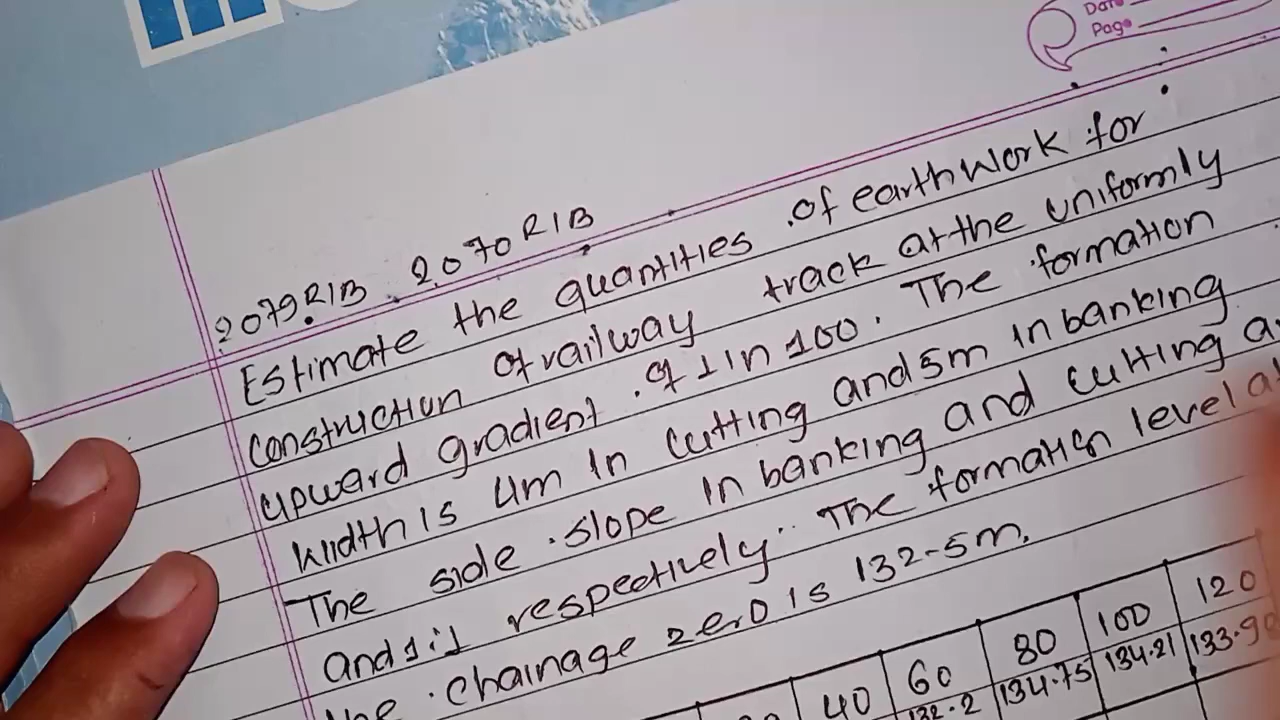 Date
Page
2079 R/B 2070 R/B
Estimate the quantities of earthwork for
construction of railway track at the uniformly
upward gradient of 1 in 100. The formation
width is 4m in cutting and 5m in banking
The side slope in banking and cutting
and 1:1 respectively. The formation level at
the chainage zero is 132.5m.
40 60 80 100 120
132.2 134.75 134.21 133.90